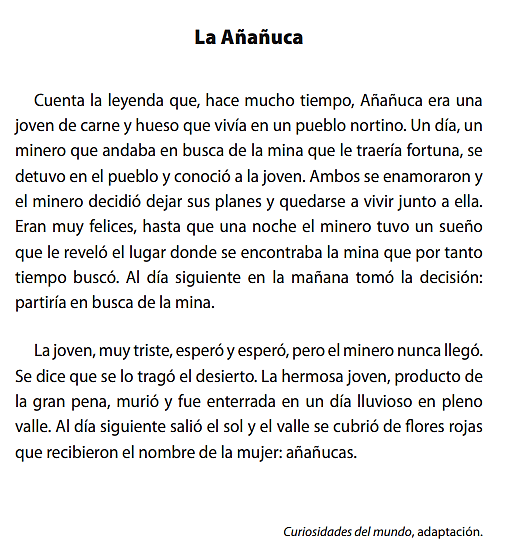 La Añañuca
Cuenta la leyenda que, hace mucho tiempo, Añañuca era una
joven de carne y hueso que vivía en un pueblo nortino. Un día, un
minero que andaba en busca de la mina que le traería fortuna, se
detuvo en el pueblo y conoció a la joven. Ambos se enamoraron y
el minero decidió dejar sus planes y quedarse a vivir junto a ella.
Eran muy felices, hasta que una noche el minero tuvo un sueño
que le reveló el lugar donde se encontraba la mina que por tanto
tiempo buscó. Al día siguiente en la mañana tomó la decisión:
partiría en busca de la mina.
La joven, muy triste, esperó y esperó, pero el minero nunca llegó.
Se dice que se lo tragó el desierto. La hermosa joven, producto de
la gran pena, murió y fue enterrada en un día lluvioso en pleno
valle. Al día siguiente salió el sol y el valle se cubrió de flores rojas
que recibieron el nombre de la mujer: añañucas.
Curiosidades del mundo, adaptación.